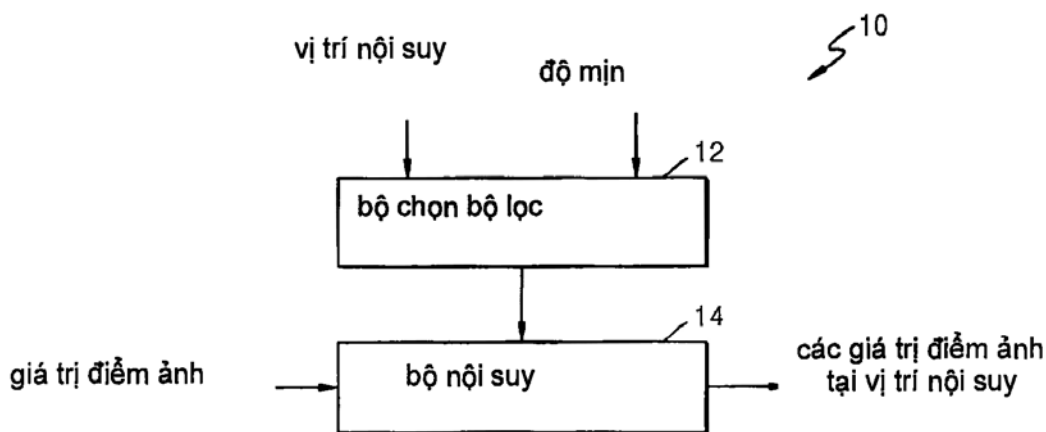 vị trí nội suy
độ mịn
10
12
bộ chọn bộ lọc
14
giá trị điểm ảnh
bộ nội suy
các giá trị điểm ảnh
tại vị trí nội suy